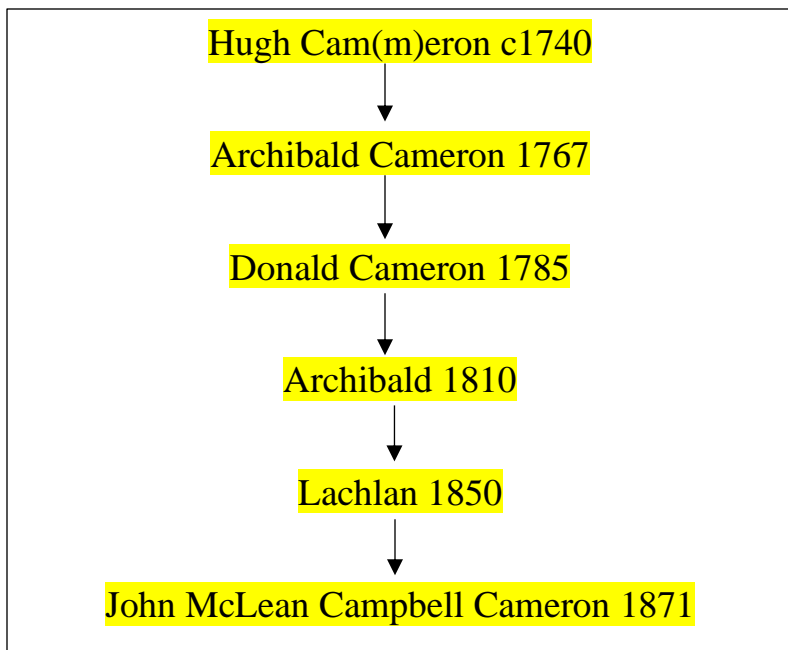 Hugh Cam(m)eron c1740
Archibald Cameron 1767
Donald Cameron 1785
Archibald 1810
Lachlan 1850
John McLean Campbell Cameron 1871